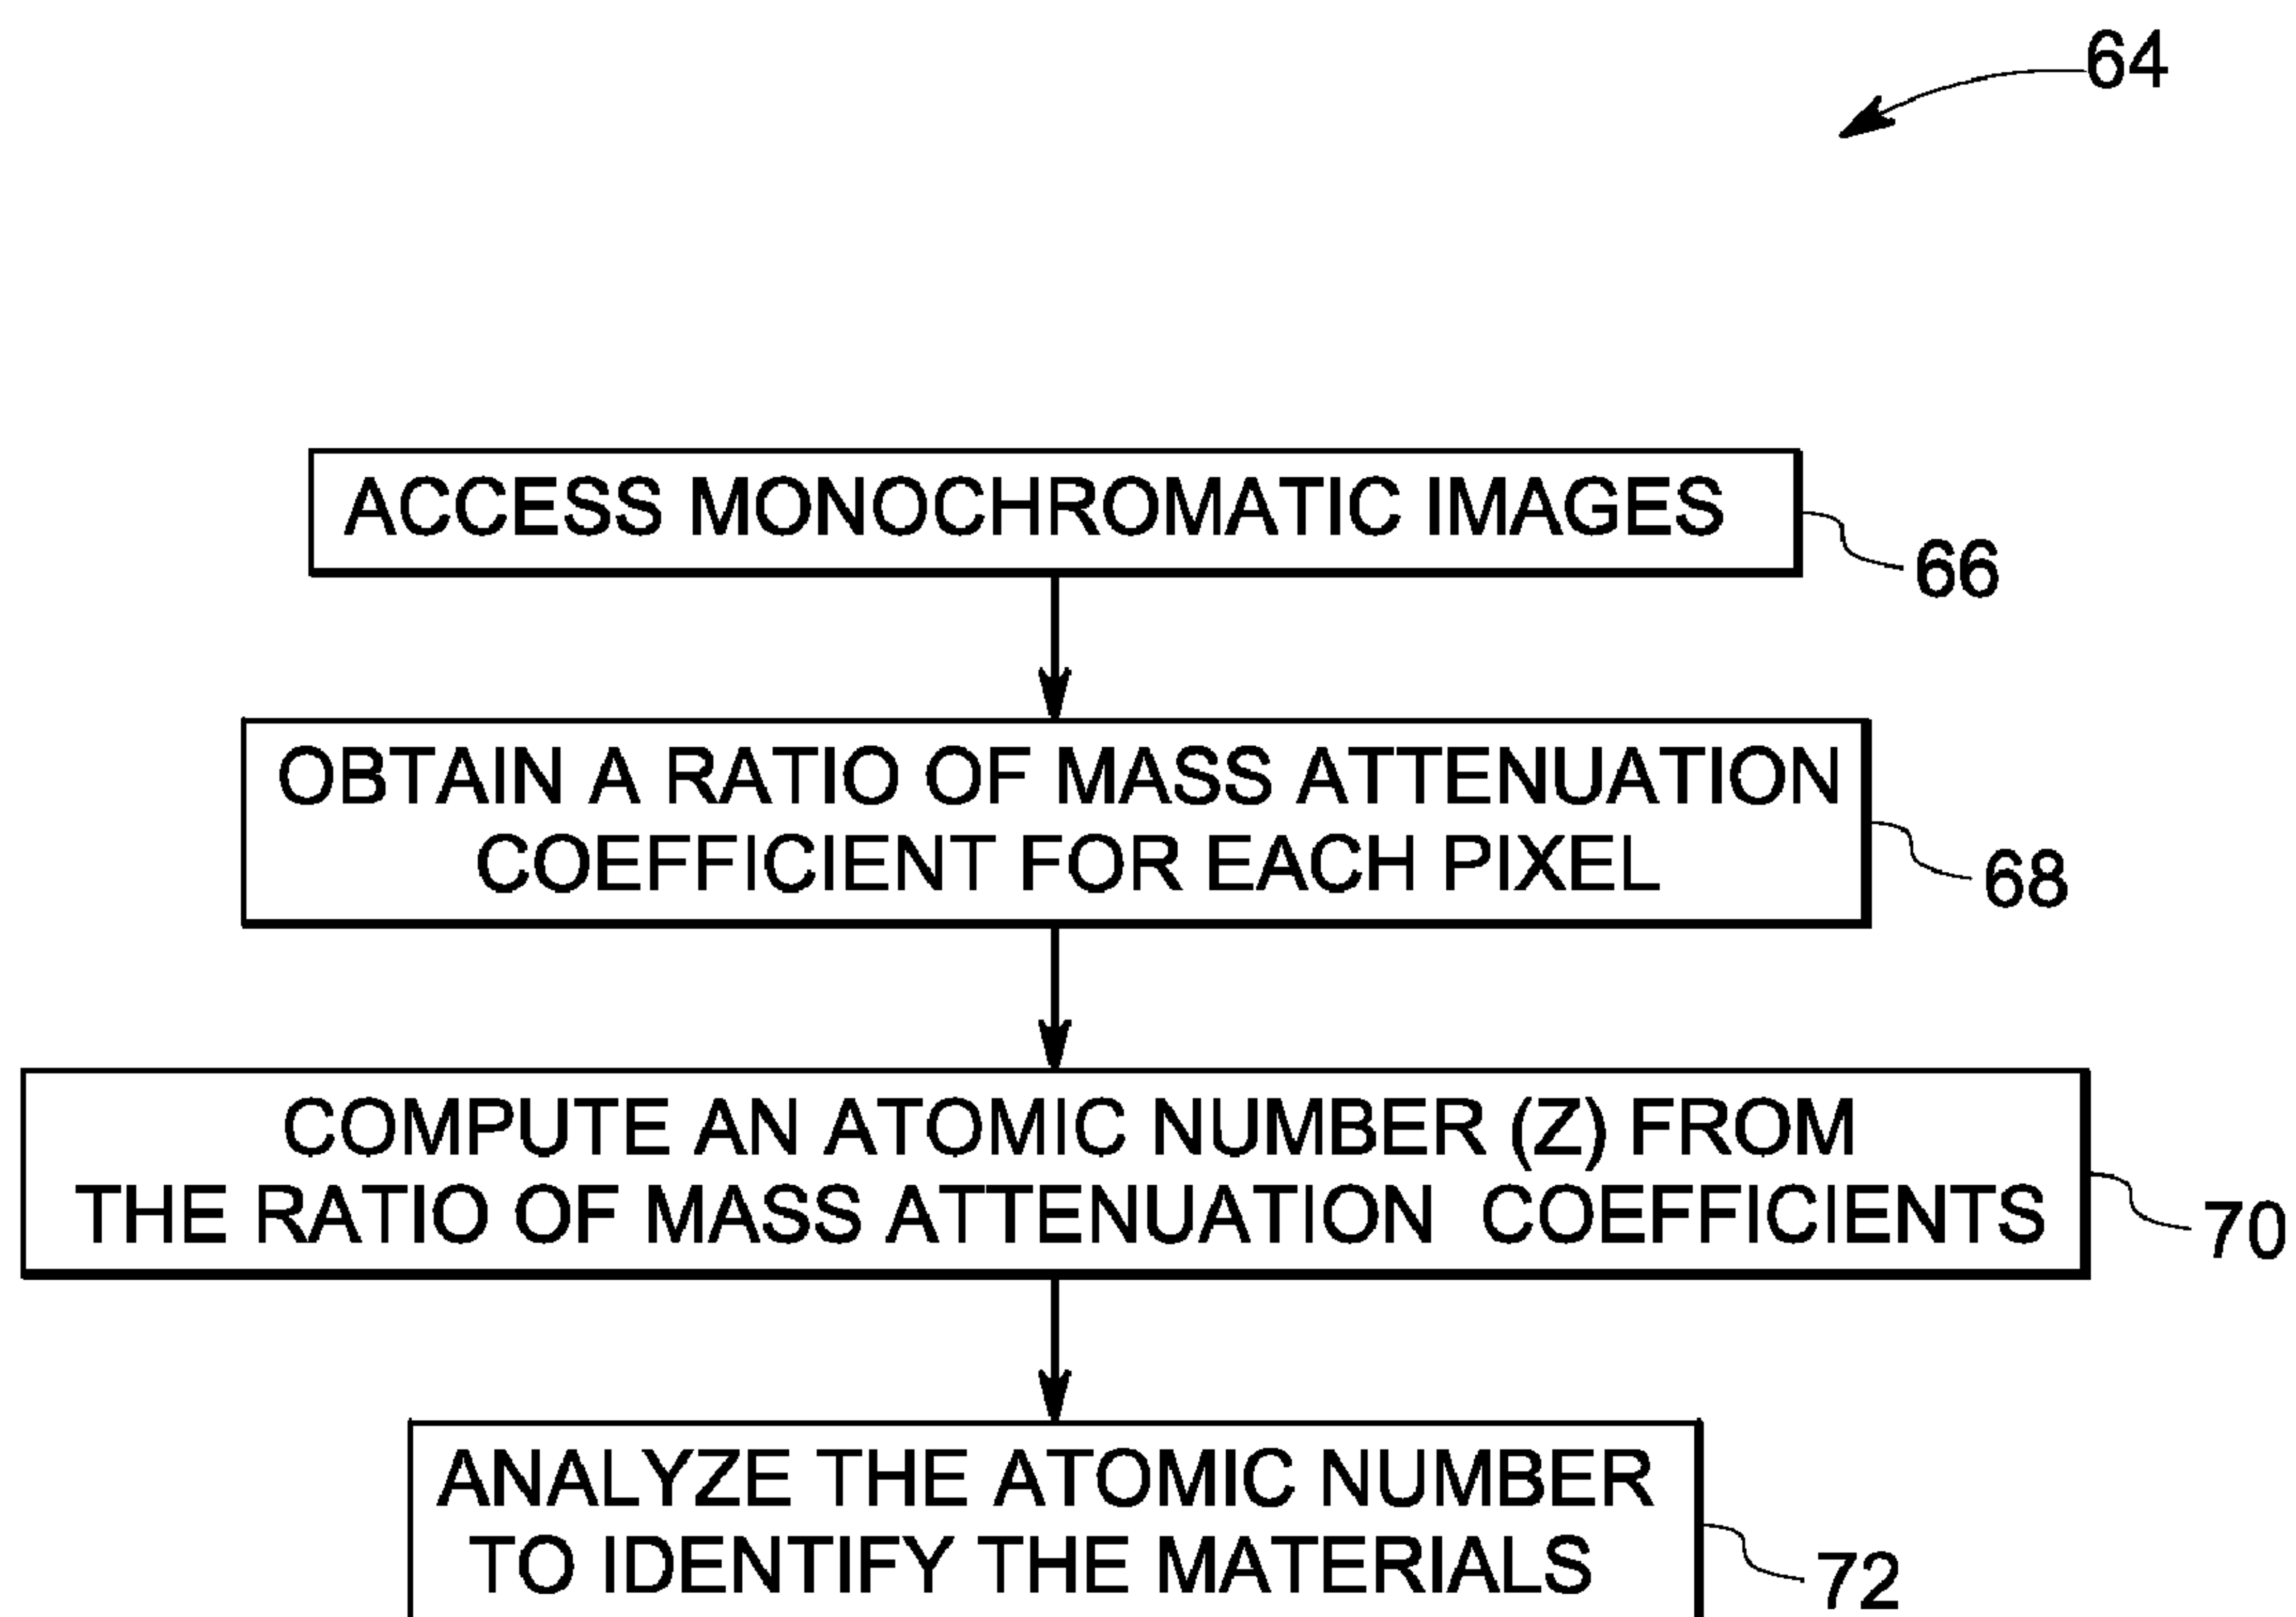 64
ACCESS MONOCHROMATIC IMAGES
66
OBTAIN A RATIO OF MASS ATTENUATION
COEFFICIENT FOR EACH PIXEL
68
COMPUTE AN ATOMIC NUMBER (Z) FROM
THE RATIO OF MASS ATTENUATION COEFFICIENTS
70
ANALYZE THE ATOMIC NUMBER
TO IDENTIFY THE MATERIALS
72